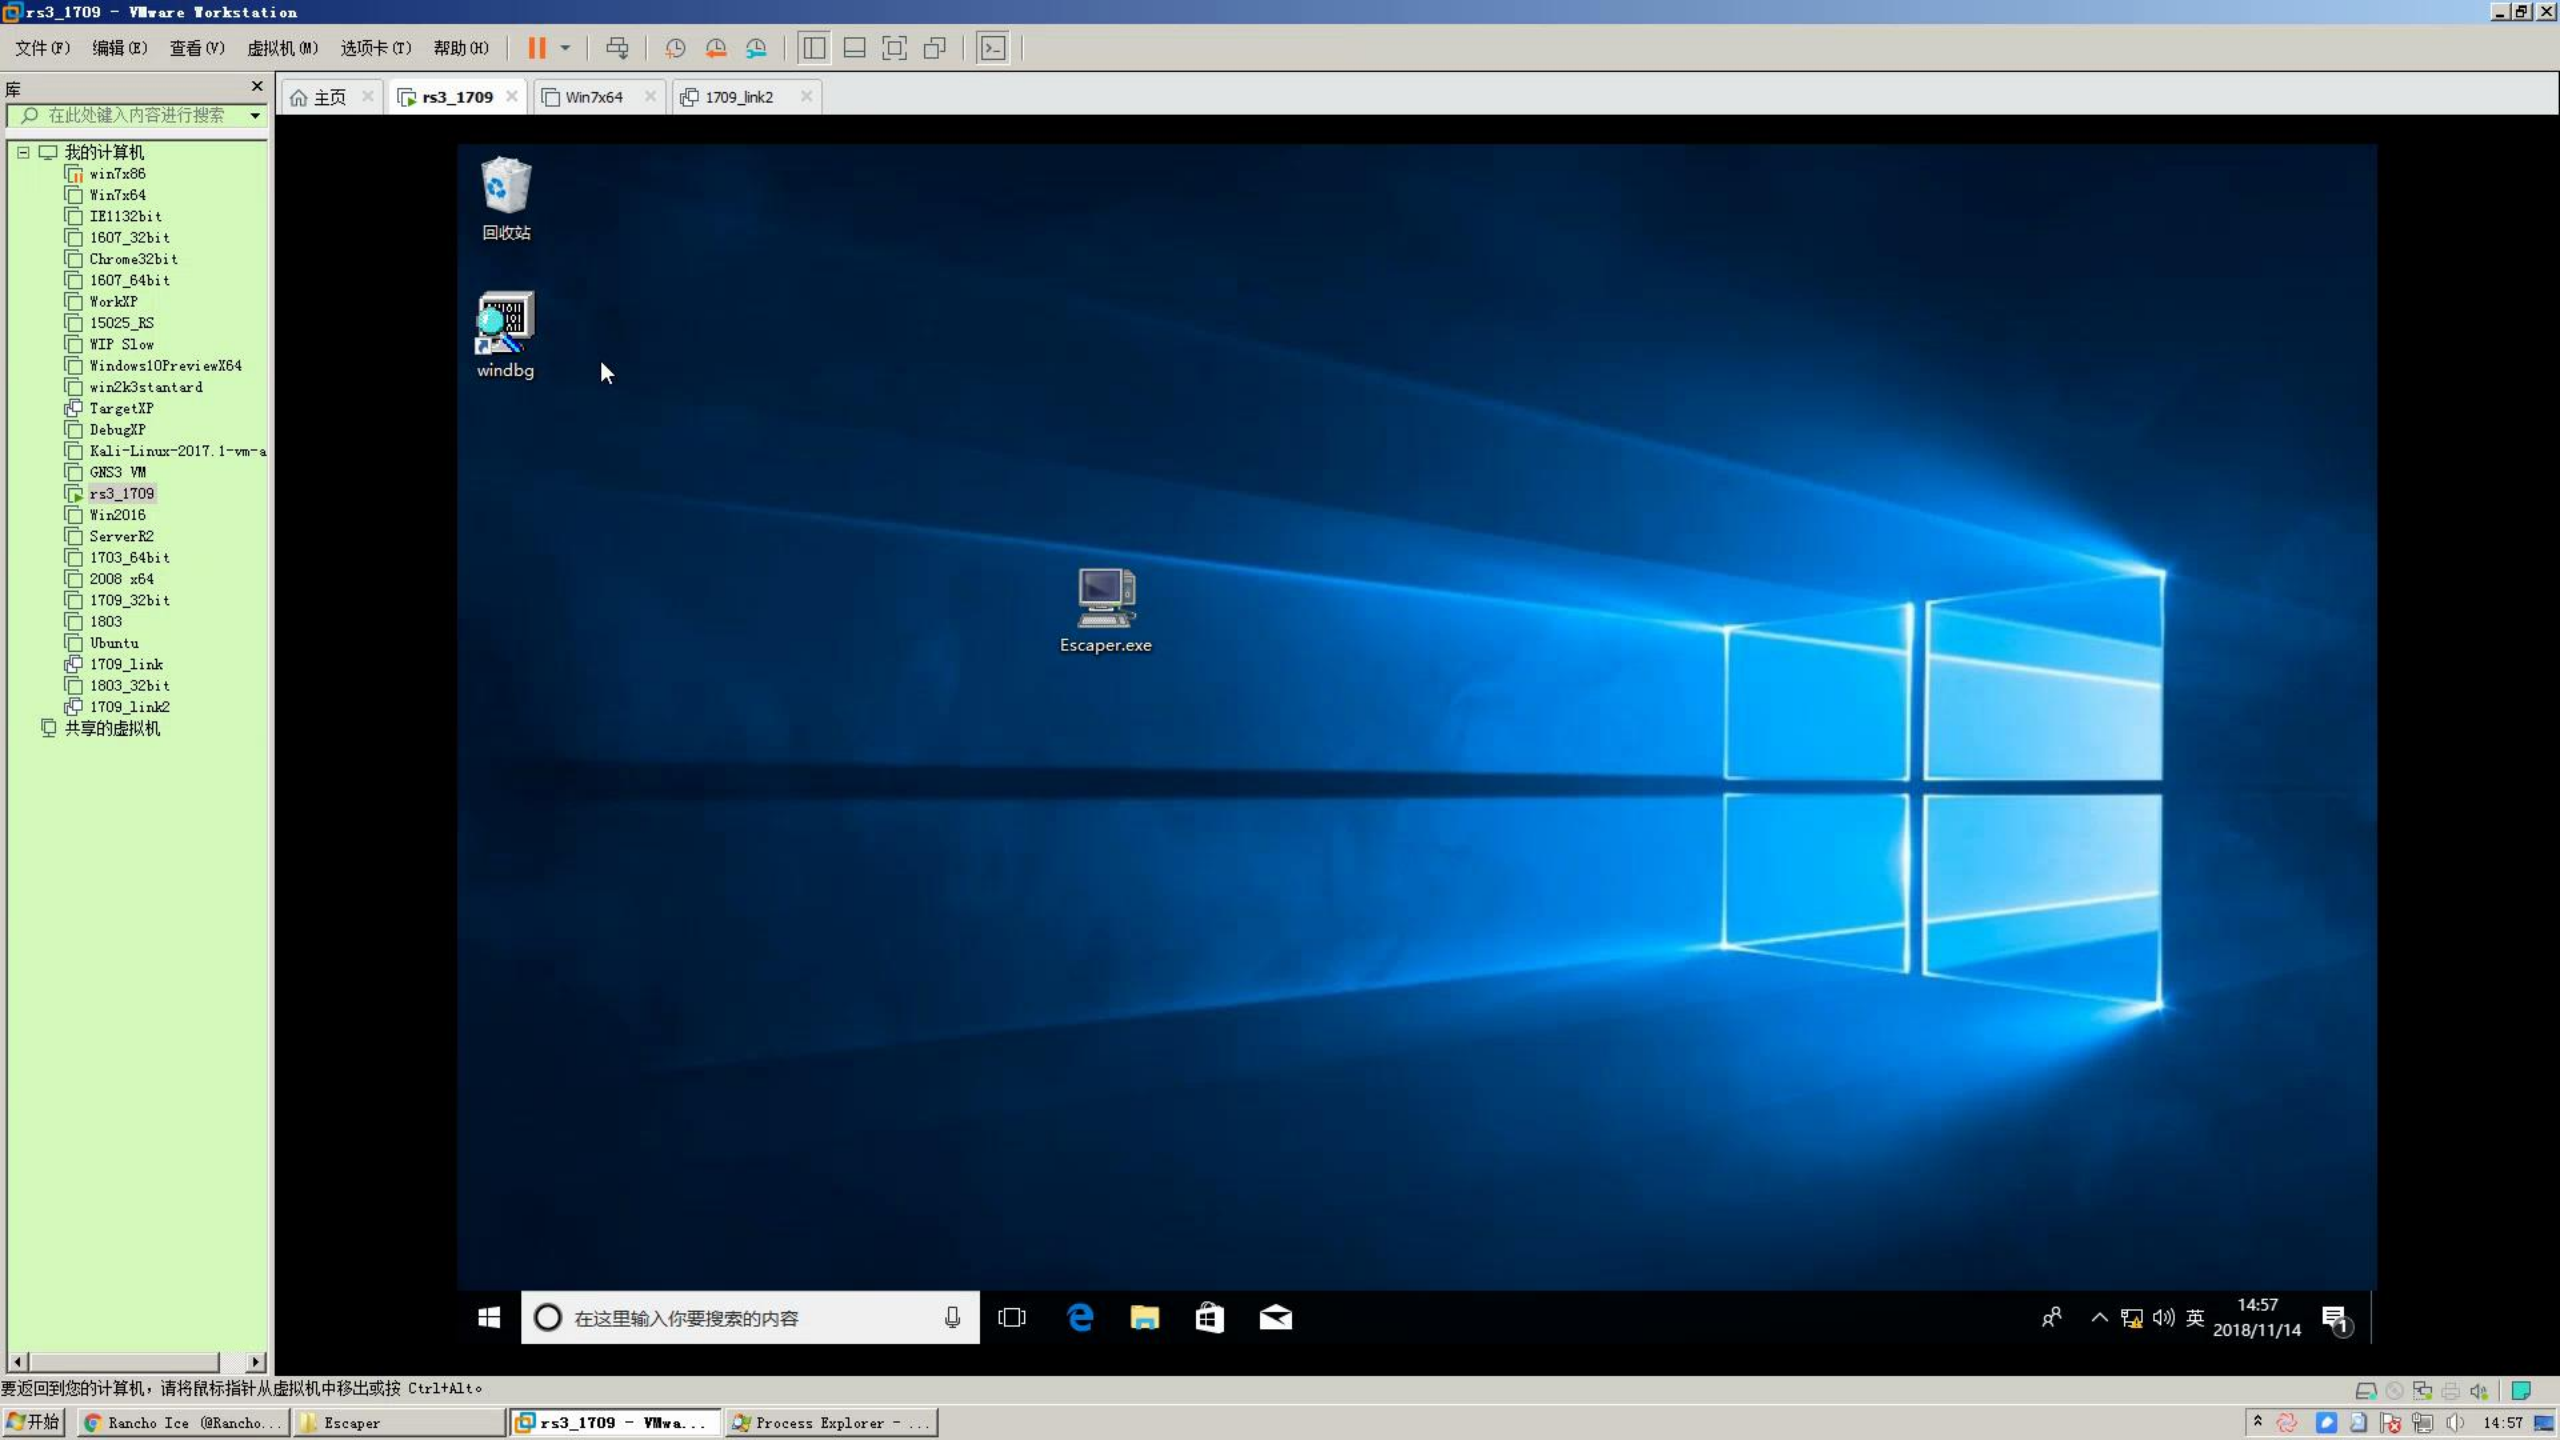 rs3_1709 - VMware Workstation
文件(F) 编辑(E) 查看(V) 虚拟机(M) 选项卡(T) 帮助(H)
库
在此处键入内容进行搜索
主页 rs3_1709 Win7x64 1709_link2
我的计算机
win7x86
Win7x64
IE1132bit
1607_32bit
Chrome32bit
1607_64bit
WorkXP
15025_RS
WIP Slow
Windows10PreviewX64
win2k3stantard
TargetXP
DebugXP
Kali-Linux-2017.1-vm-a
GNS3 VM
rs3_1709
Win2016
ServerR2
1703_64bit
2008 x64
1709_32bit
1803
Ubuntu
1709_link
1803_32bit
1709_link2
共享的虚拟机
回收站
windbg
Escaper.exe
在这里输入你要搜索的内容
英
14:57
2018/11/14
1
要返回到您的计算机，请将鼠标指针从虚拟机中移出或按 Ctrl+Alt。
开始 Rancho Ice (@Rancho... Escaper rs3_1709 - VMwa... Process Explorer - ... 14:57